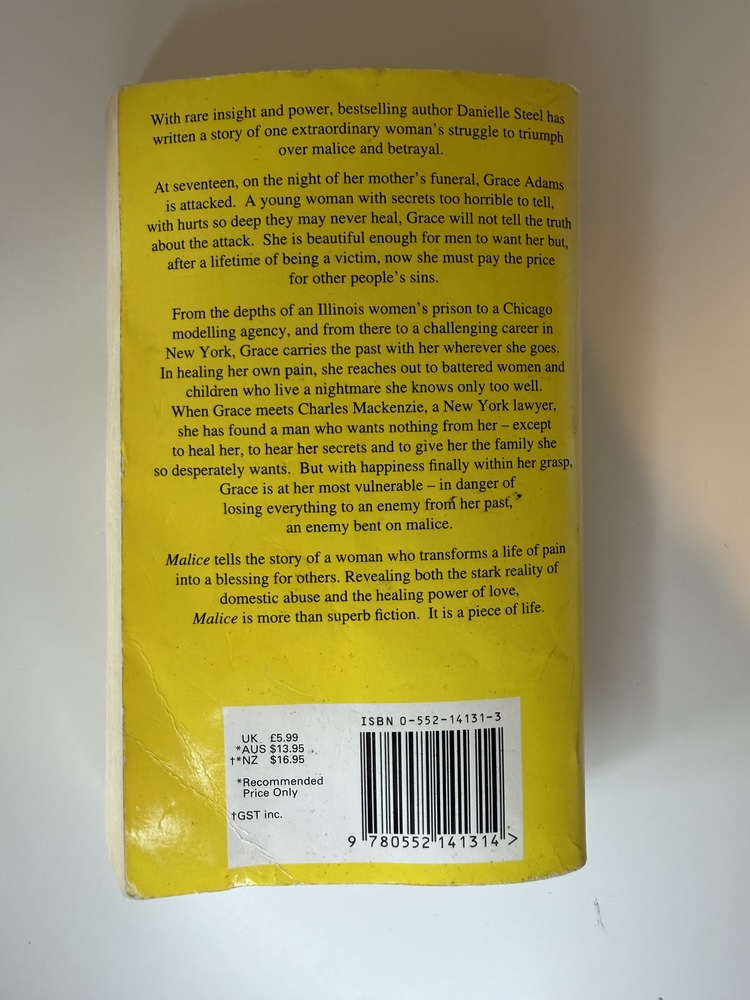 With rare insight and power, bestselling author Danielle Steel has
written a story of one extraordinary woman's struggle to triumph
over malice and betrayal.
At seventeen, on the night of her mother's funeral, Grace Adams
is attacked. A young woman with secrets too horrible to tell,
with hurts so deep they may never heal, Grace will not tell the truth
about the attack. She is beautiful enough for men to want her but,
after a lifetime of being a victim, now she must pay the price
for other people's sins.
From the depths of an Illinois women's prison to a Chicago
modelling agency, and from there to a challenging career in
New York, Grace carries the past with her wherever she goes.
In healing her own pain, she reaches out to battered women and
children who live a nightmare she knows only too well.
When Grace meets Charles Mackenzie, a New York lawyer,
she has found a man who wants nothing from her – except
to heal her, to hear her secrets and to give her the family she
so desperately wants. But with happiness finally within her grasp,
Grace is at her most vulnerable – in danger of
losing everything to an enemy from her past,
an enemy bent on malice.
Malice tells the story of a woman who transforms a life of pain
into a blessing for others. Revealing both the stark reality of
domestic abuse and the healing power of love,
Malice is more than superb fiction. It is a piece of life.
UK £5.99
*AUS $13.95
†*NZ $16.95
*Recommended
Price Only
†GST inc.
ISBN 0-552-14131-3
9 780552 141314 >